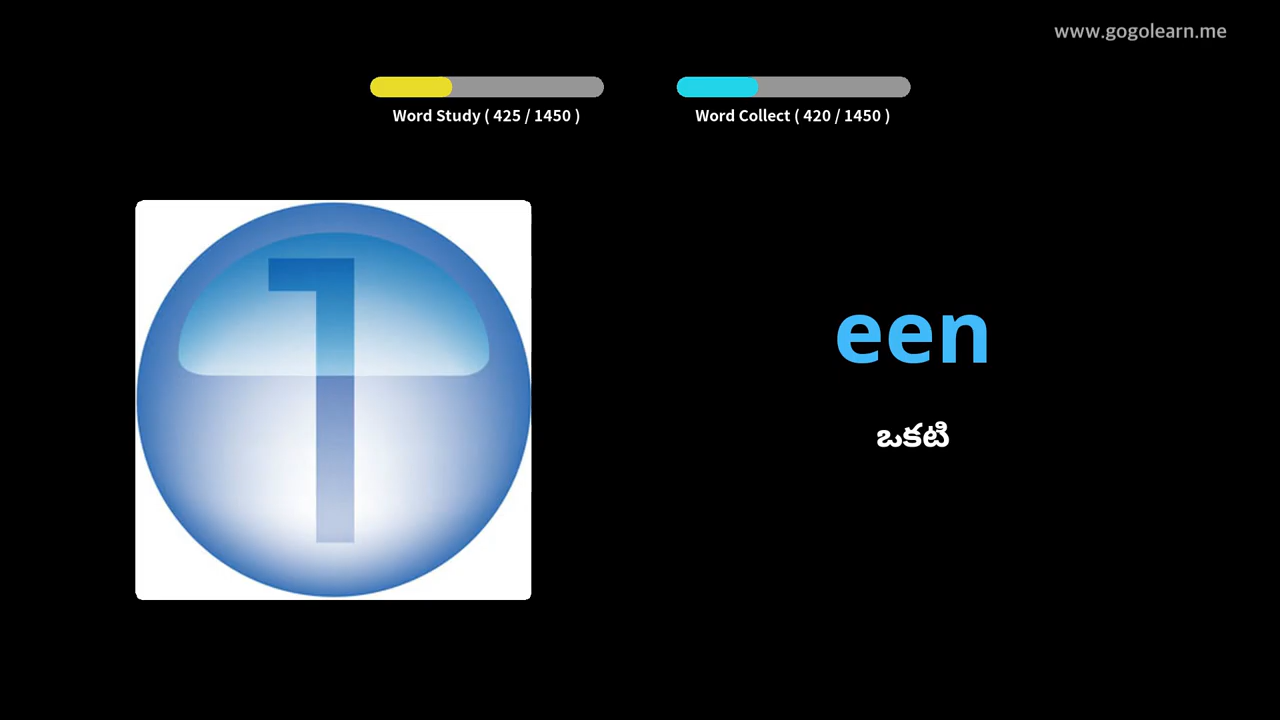 www.gogolearn.me
Word Study ( 425 / 1450 )
Word Collect ( 420 / 1450 )
1
een
ఒకటి